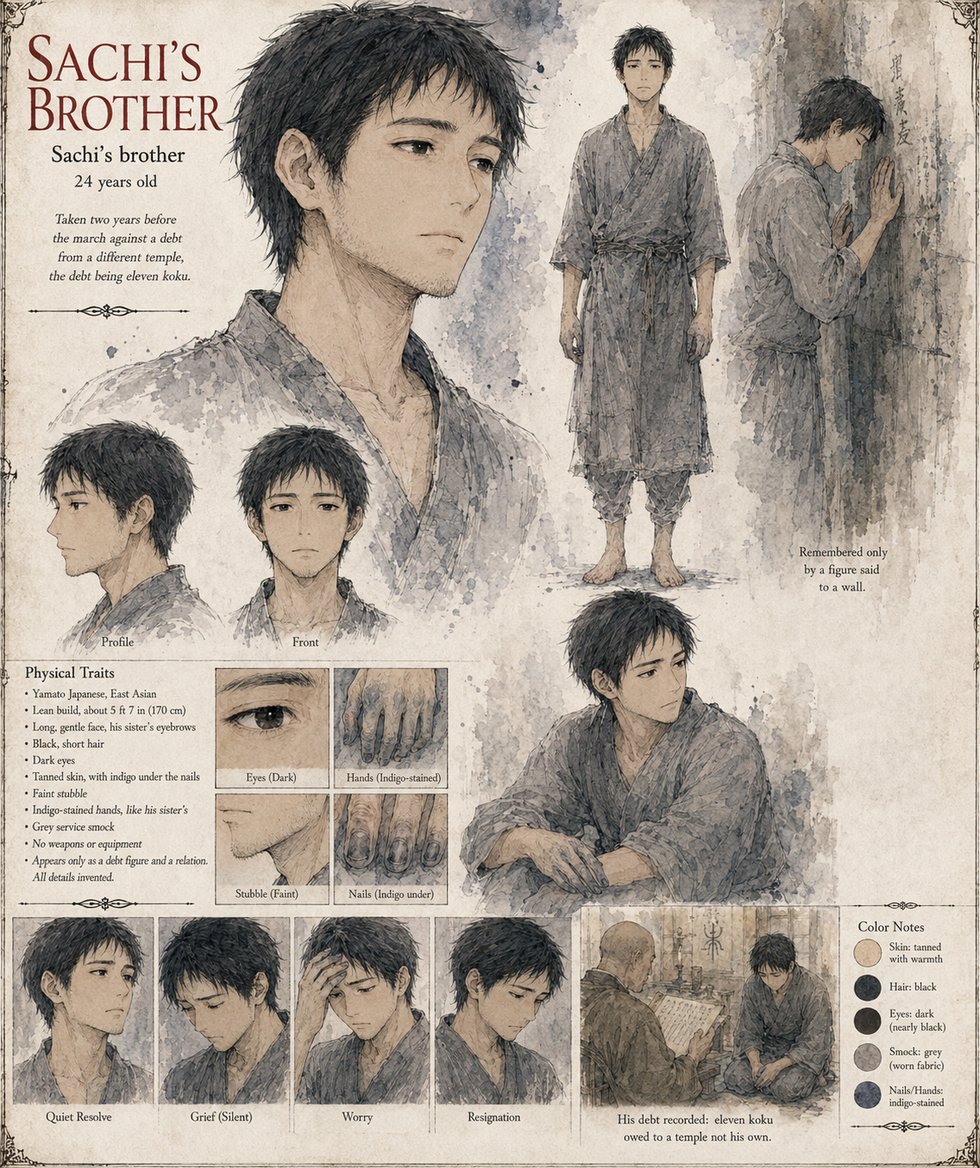 SACHI'S
BROTHER
Sachi's brother
24 years old
Taken two years before
the march against a debt
from a different temple,
the debt being eleven koku.
Remembered only
by a figure said
to a wall.
Profile
Front
Physical Traits
• Yamato Japanese, East Asian
• Lean build, about 5 ft 7 in (170 cm)
• Long, gentle face, his sister's eyebrows
• Black, short hair
• Dark eyes
• Tanned skin, with indigo under the nails
• Faint stubble
• Indigo-stained hands, like his sister's
• Grey service smock
• No weapons or equipment
• Appears only as a debt figure and a relation.
All details invented.
Eyes (Dark)
Hands (Indigo-stained)
Stubble (Faint)
Nails (Indigo under)
Quiet Resolve
Grief (Silent)
Worry
Resignation
His debt recorded: eleven koku
owed to a temple not his own.
Color Notes
Skin: tanned
with warmth
Hair: black
Eyes: dark
(nearly black)
Smock: grey
(worn fabric)
Nails/Hands:
indigo-stained